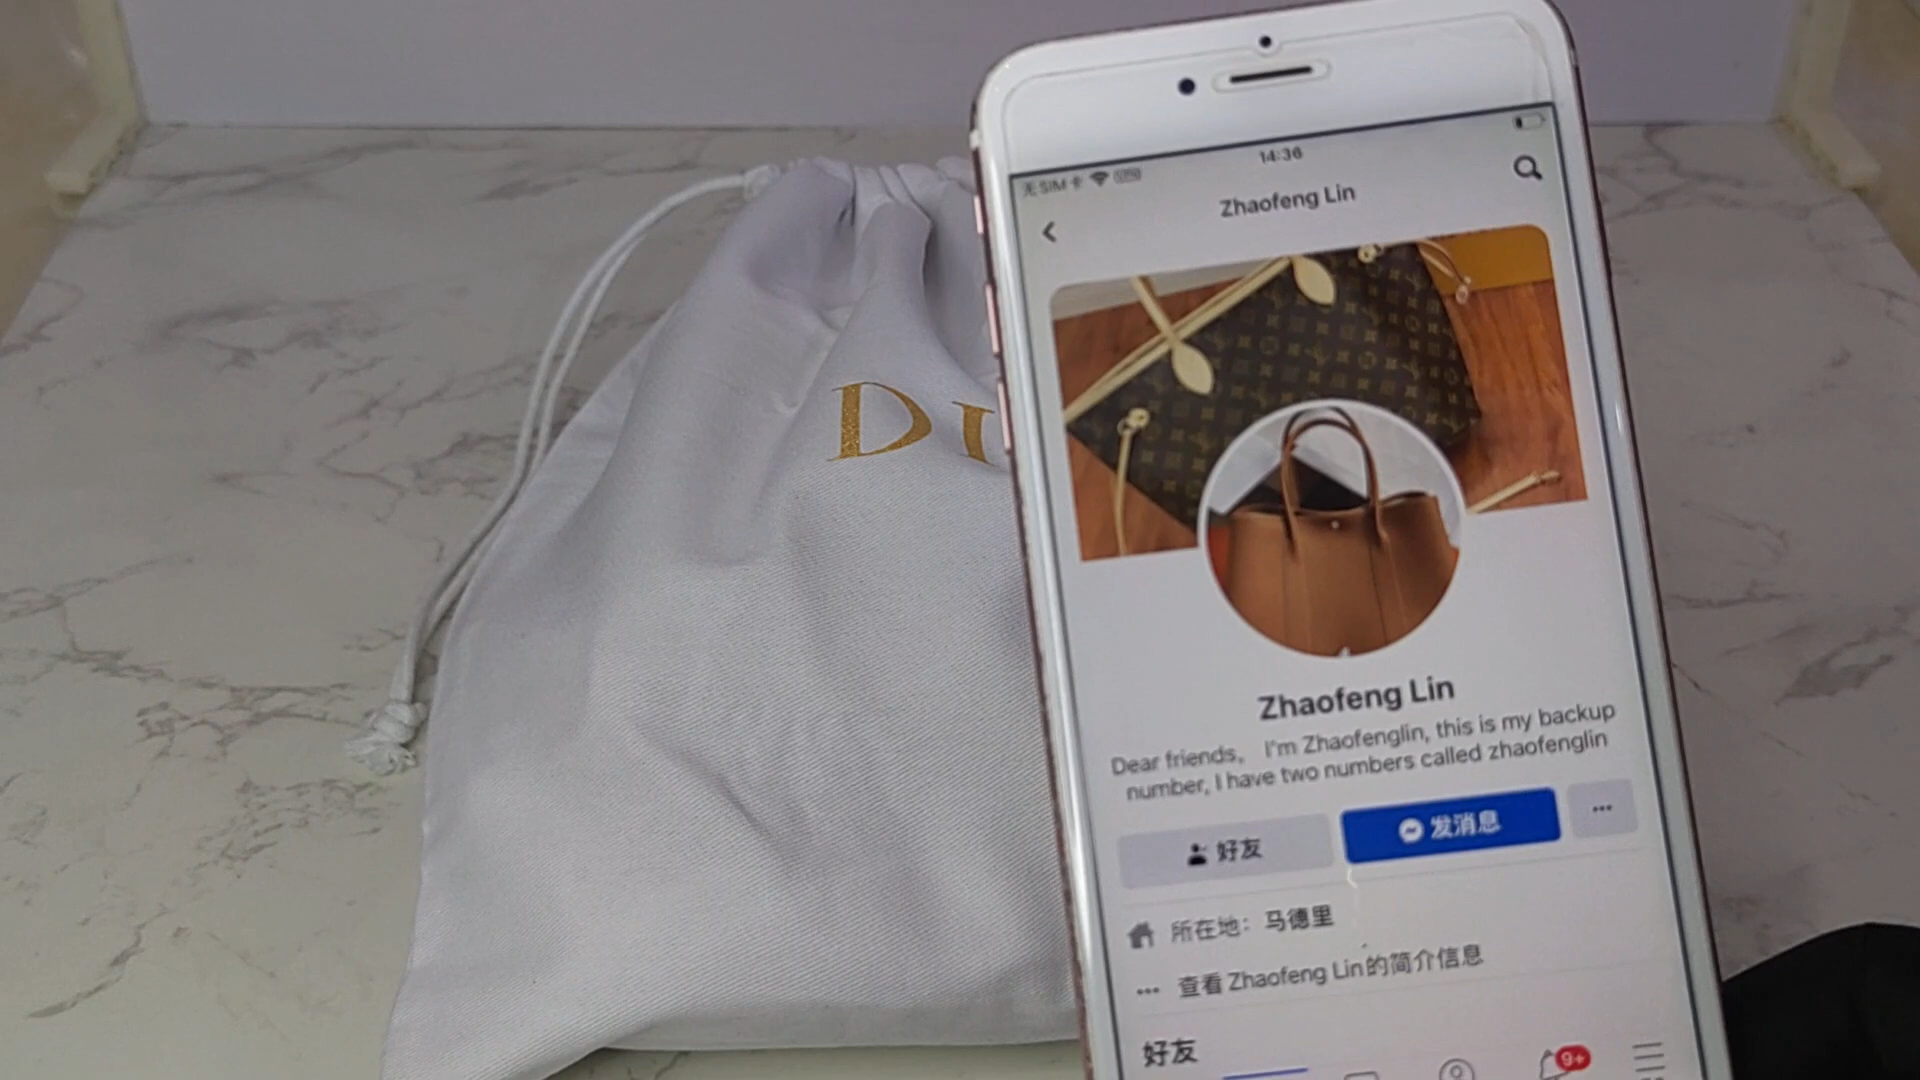 DI
14:36
无SIM卡
Zhaofeng Lin
Zhaofeng Lin
Dear friends, I'm Zhaofenglin, this is my backup
number, I have two numbers called zhaofenglin
好友
发消息
所在地：马德里
查看 Zhaofeng Lin的简介信息
好友
9+